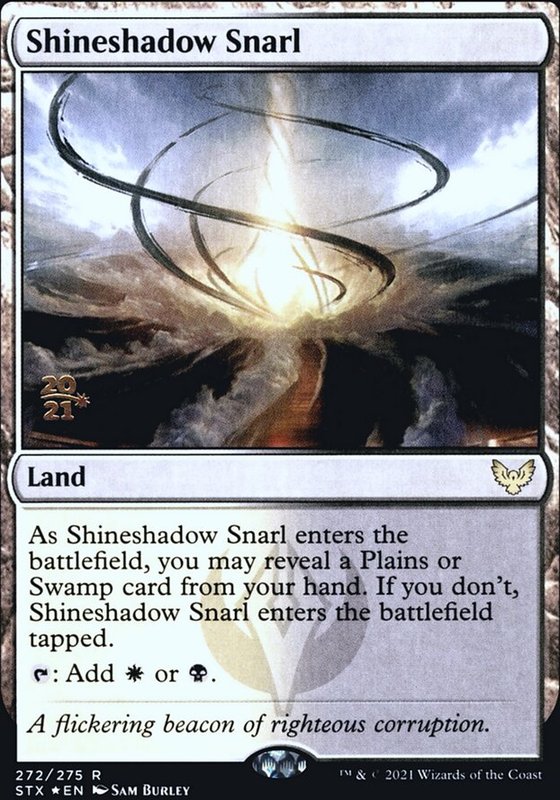 Shineshadow Snarl
20
21
Land
As Shineshadow Snarl enters the
battlefield, you may reveal a Plains or
Swamp card from your hand. If you don't,
Shineshadow Snarl enters the battlefield
tapped.
: Add or .
A flickering beacon of righteous corruption.
272/275 R
STX ★ EN Sam Burley
™ & © 2021 Wizards of the Coast